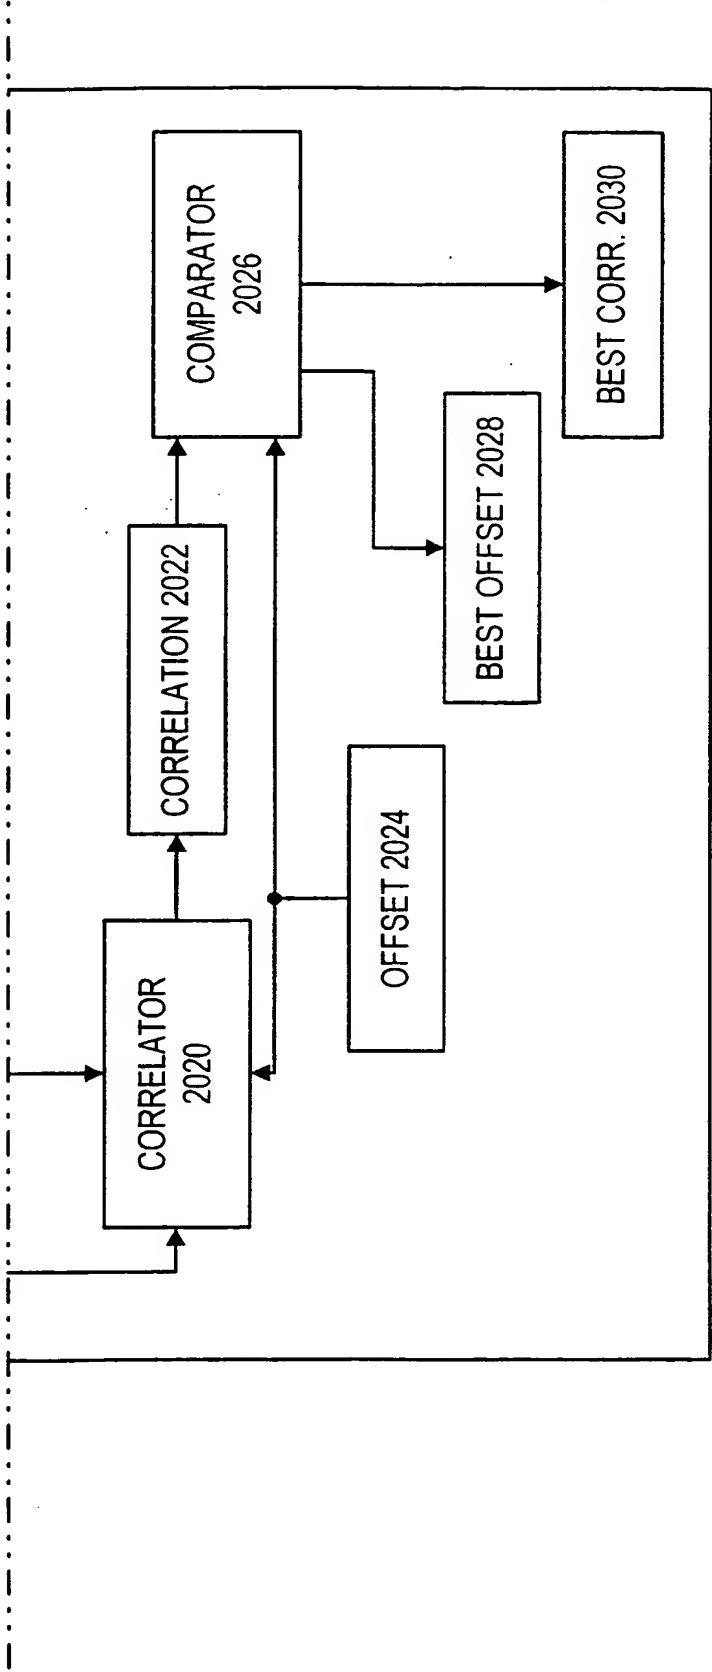 CORRELATOR
2020
CORRELATION 2022
COMPARATOR
2026
OFFSET 2024
BEST OFFSET 2028
BEST CORR. 2030